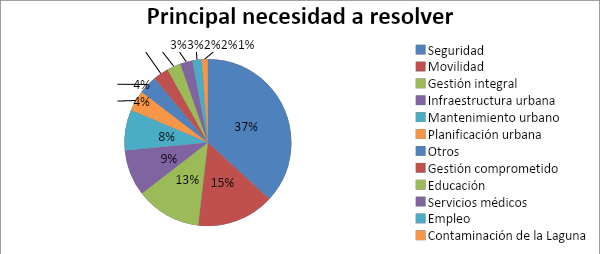 Principal necesidad a resolver
3%3%2%2%1%
4%
4%
8%
9%
13%
15%
37%
Seguridad
Movilidad
Gestión integral
Infraestructura urbana
Mantenimiento urbano
Planificación urbana
Otros
Gestión comprometido
Educación
Servicios médicos
Empleo
Contaminación de la Laguna